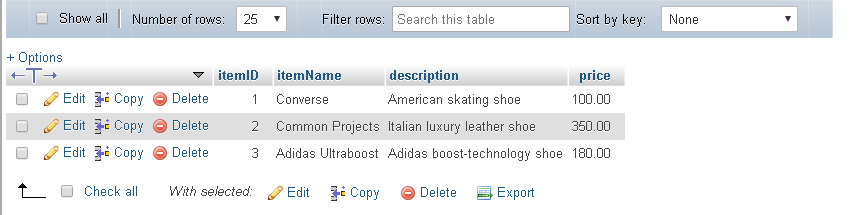 Show all Number of rows: 25 Filter rows: Search this table Sort by key: None
+ Options
←T→ itemID itemName description price
Edit Copy Delete 1 Converse American skating shoe 100.00
Edit Copy Delete 2 Common Projects Italian luxury leather shoe 350.00
Edit Copy Delete 3 Adidas Ultraboost Adidas boost-technology shoe 180.00
Check all With selected: Edit Copy Delete Export